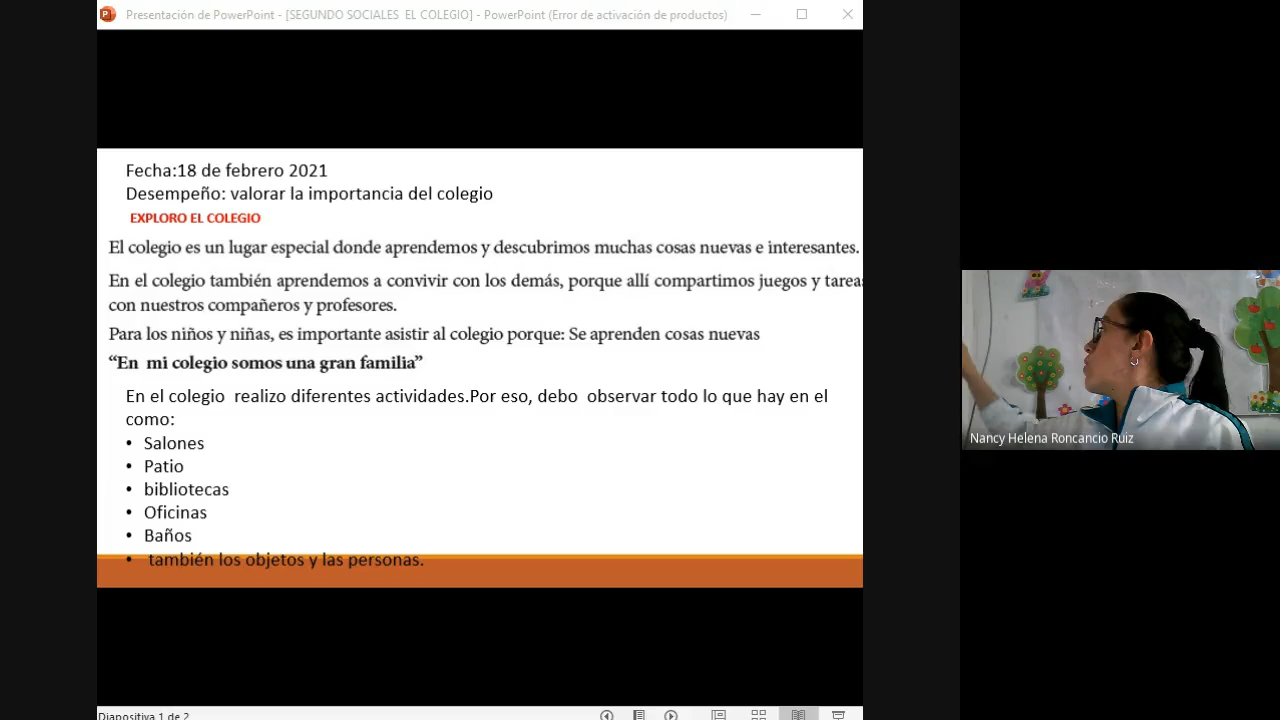 Presentación de PowerPoint - [SEGUNDO SOCIALES  EL COLEGIO] - PowerPoint (Error de activación de productos)
Fecha:18 de febrero 2021
Desempeño: valorar la importancia del colegio
EXPLORO EL COLEGIO
El colegio es un lugar especial donde aprendemos y descubrimos muchas cosas nuevas e interesantes.
En el colegio también aprendemos a convivir con los demás, porque allí compartimos juegos y tareas
con nuestros compañeros y profesores.
Para los niños y niñas, es importante asistir al colegio porque: Se aprenden cosas nuevas
“En  mi colegio somos una gran familia”
En el colegio  realizo diferentes actividades.Por eso, debo  observar todo lo que hay en el
como:
• Salones
• Patio
• bibliotecas
• Oficinas
• Baños
•  también los objetos y las personas.
Nancy Helena Roncancio Ruiz
Diapositiva 1 de 2